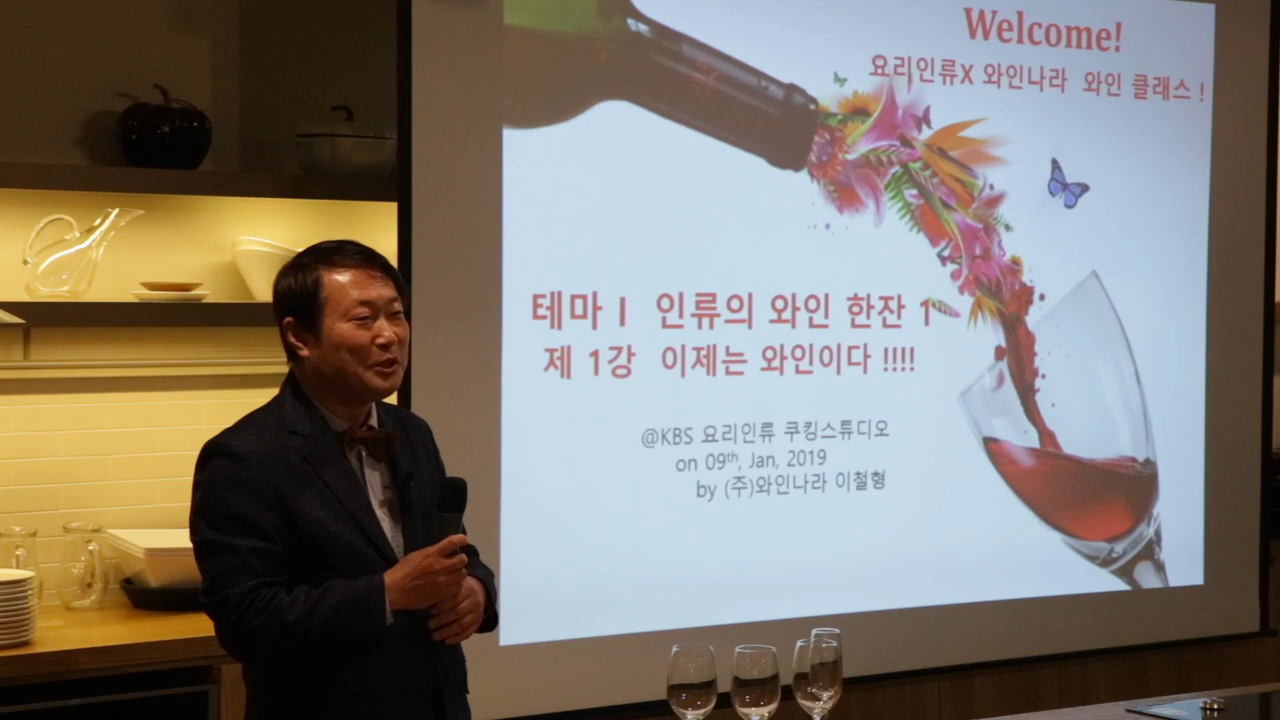 Welcome!
요리인류X 와인나라 와인 클래스 !
테마 I 인류의 와인 한잔 1
제 1강 이제는 와인이다 !!!!
@KBS 요리인류 쿠킹스튜디오
on 09th, Jan, 2019
by (주)와인나라 이철형